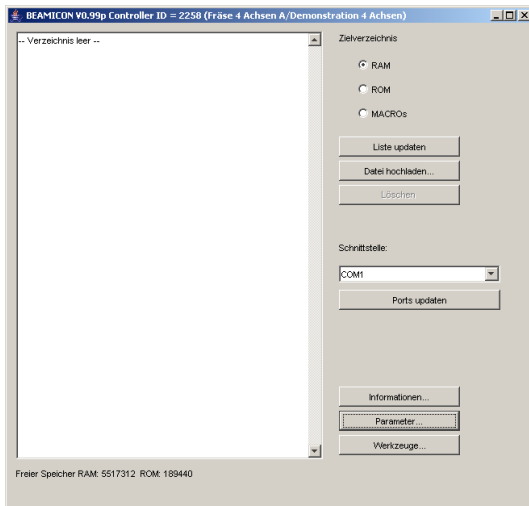 BEAMICON V0.99p Controller ID = 2258 (Fräse 4 Achsen A/Demonstration 4 Achsen)
-- Verzeichnis leer --
Zielverzeichnis
RAM
ROM
MACROs
Liste updaten
Datei hochladen...
Löschen
Schnittstelle:
COM1
Ports updaten
Informationen...
Parameter...
Werkzeuge...
Freier Speicher RAM: 5517312 ROM: 189440